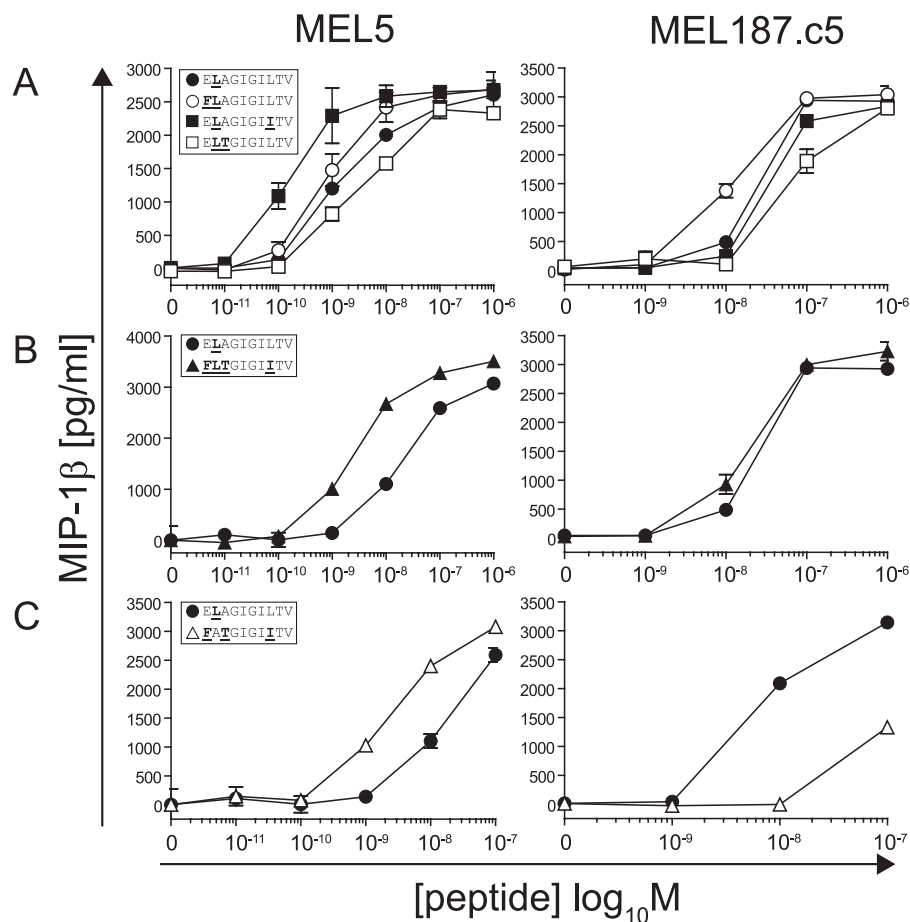 MEL5
MEL187.c5
A
MIP-1β [pg/ml]
3000
2500
2000
1500
1000
500
0
ELAGIGILTV
FLAGIGILTV
ELAGIGIITV
ELTGIGILTV
0 10-11 10-10 10-9 10-8 10-7 10-6
3500
3000
2500
2000
1500
1000
500
0
0 10-9 10-8 10-7 10-6
B
4000
3000
2000
1000
0
ELAGIGILTV
FLTGIGIITV
0 10-11 10-10 10-9 10-8 10-7 10-6
3500
3000
2500
2000
1500
1000
500
0
0 10-9 10-8 10-7 10-6
C
3500
3000
2500
2000
1500
1000
500
0
ELAGIGILTV
FATGIGIITV
0 10-11 10-10 10-9 10-8 10-7
3500
3000
2500
2000
1500
1000
500
0
0 10-9 10-8 10-7
[peptide] log10M